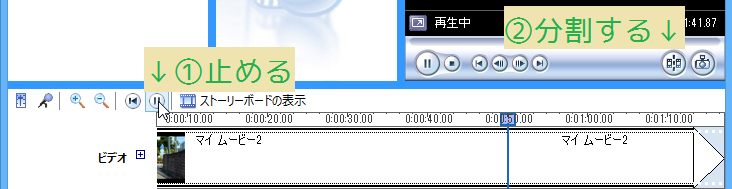 再生中
1:41.87
②分割する↓
↓①止める
ストーリーボードの表示
0:00:10.00 0:00:20.00 0:00:30.00 0:00:40.00 0:01:00.00 0:01:10.00
ビデオ
マイ ムービー2 マイ ムービー2